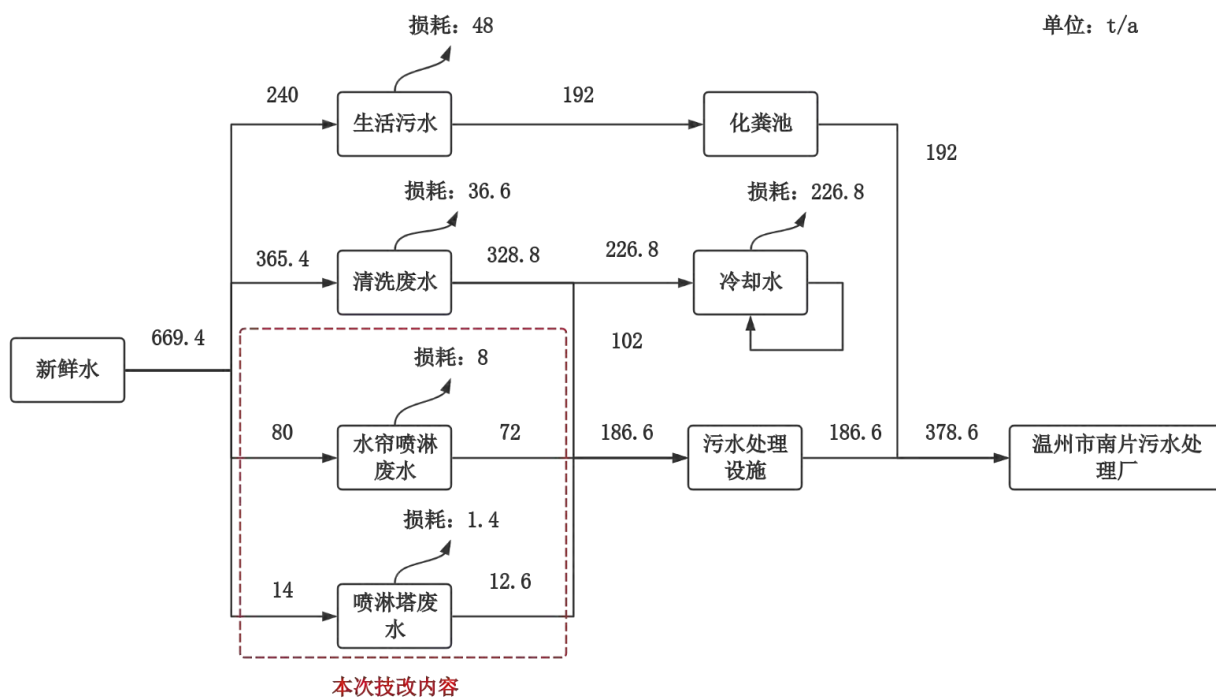 损耗：48
单位：t/a
240
生活污水
192
化粪池
192
损耗：36.6
损耗：226.8
365.4
清洗废水
328.8
226.8
冷却水
669.4
新鲜水
102
损耗：8
80
水帘喷淋
废水
72
186.6
污水处理
设施
186.6
378.6
温州市南片污水处
理厂
损耗：1.4
14
喷淋塔废
水
12.6
本次技改内容